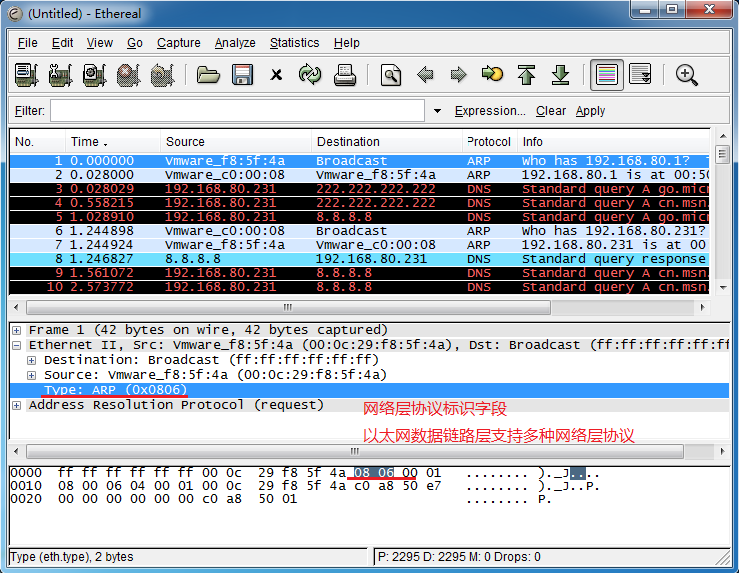 (Untitled) - Ethereal
File Edit View Go Capture Analyze Statistics Help
Filter: Expression... Clear Apply
No. Time Source Destination Protocol Info
1 0.000000 Vmware_f8:5f:4a Broadcast ARP Who has 192.168.80.1?
2 0.028000 Vmware_c0:00:08 Vmware_f8:5f:4a ARP 192.168.80.1 is at 00:50
3 0.028029 192.168.80.231 222.222.222.222 DNS Standard query A go.micr
4 0.558215 192.168.80.231 222.222.222.222 DNS Standard query A cn.msn.
5 1.028910 192.168.80.231 8.8.8.8 DNS Standard query A go.micr
6 1.244898 Vmware_c0:00:08 Broadcast ARP Who has 192.168.80.231?
7 1.244924 Vmware_f8:5f:4a Vmware_c0:00:08 ARP 192.168.80.231 is at 00
8 1.246827 8.8.8.8 192.168.80.231 DNS Standard query response
9 1.561072 192.168.80.231 8.8.8.8 DNS Standard query A cn.msn.
10 2.573772 192.168.80.231 8.8.8.8 DNS Standard query A cn.msn.
Frame 1 (42 bytes on wire, 42 bytes captured)
Ethernet II, Src: Vmware_f8:5f:4a (00:0c:29:f8:5f:4a), Dst: Broadcast (ff:ff:ff:ff:ff:ff
Destination: Broadcast (ff:ff:ff:ff:ff:ff)
Source: Vmware_f8:5f:4a (00:0c:29:f8:5f:4a)
Type: ARP (0x0806)
Address Resolution Protocol (request)
网络层协议标识字段
以太网数据链路层支持多种网络层协议
0000 ff ff ff ff ff ff 00 0c 29 f8 5f 4a 08 06 00 01 ........ )._J....
0010 08 00 06 04 00 01 00 0c 29 f8 5f 4a c0 a8 50 e7 ........ )._J..P.
0020 00 00 00 00 00 00 c0 a8 50 01 ........ P.
Type (eth.type), 2 bytes
P: 2295 D: 2295 M: 0 Drops: 0